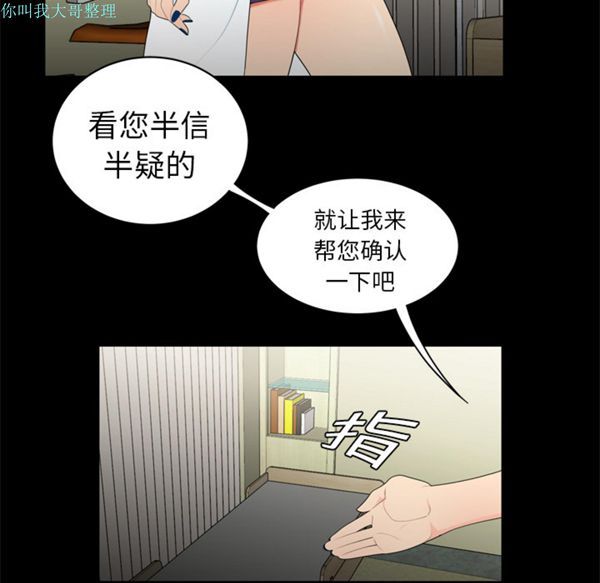 你叫我大哥整理
看您半信
半疑的
就让我来
帮您确认
一下吧
指